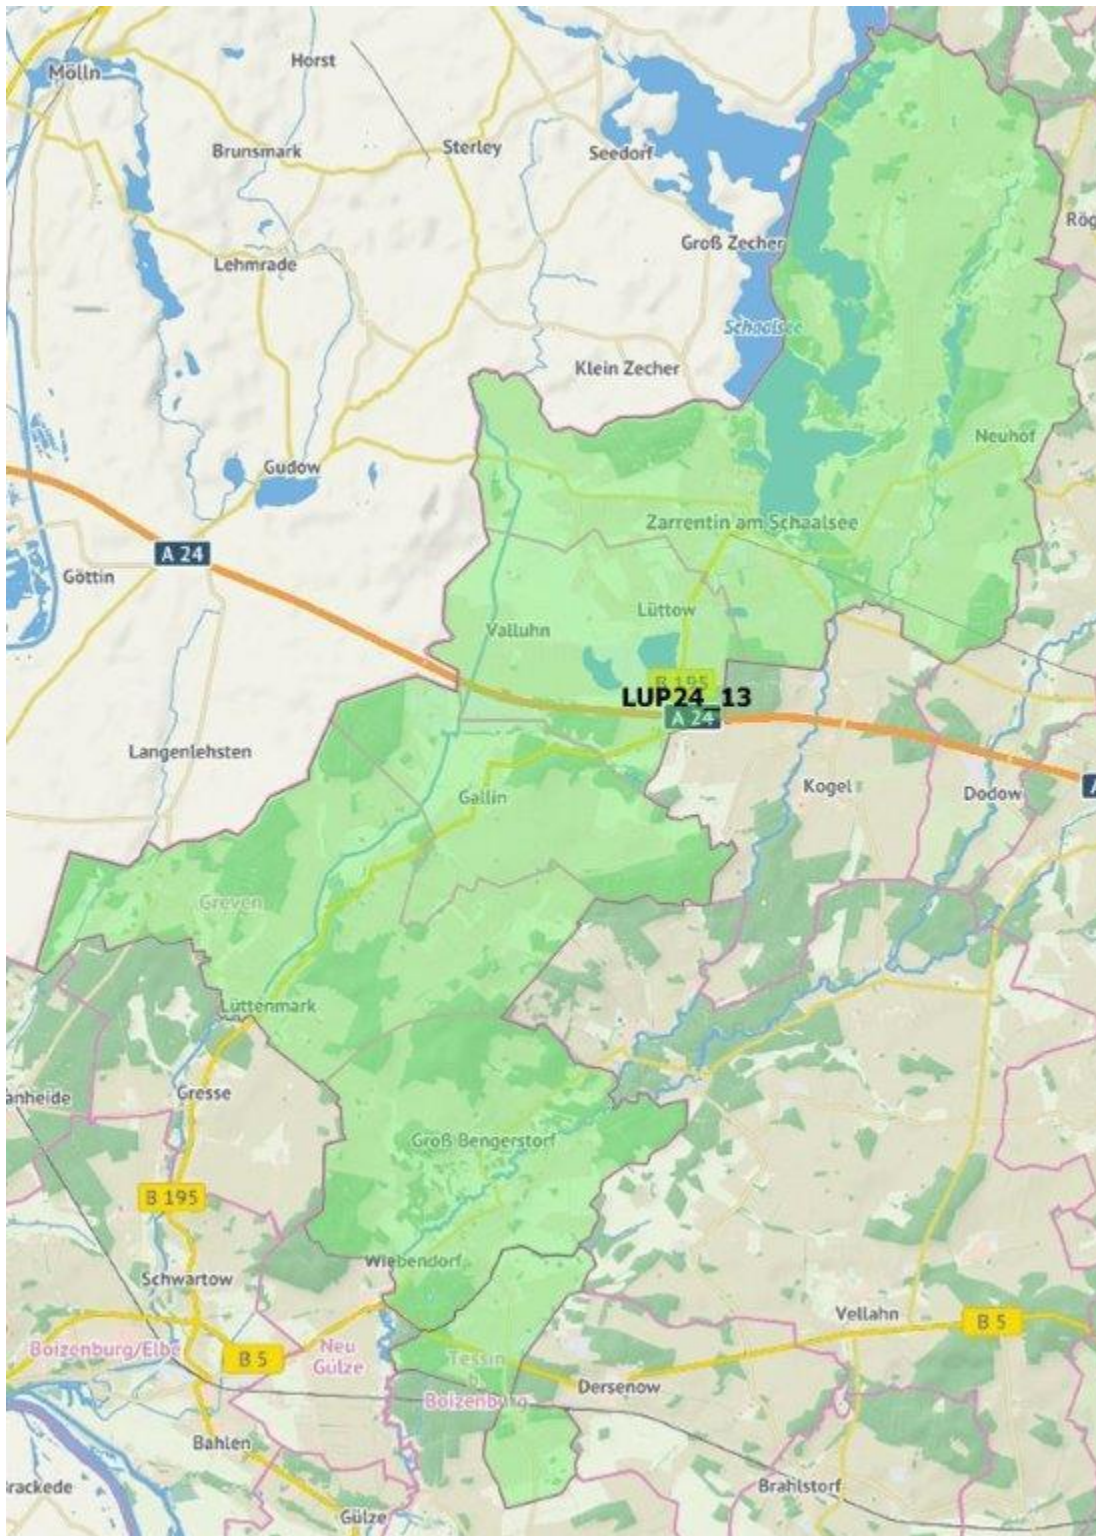 Horst
Mölln
Brunsmark
Sterley
Seedorf
Groß Zecher
Lehmrade
Rög
Schaalsee
Klein Zecher
Neuhof
Gudow
Zarrentin am Schaalsee
A 24
Göttin
Lüttow
Valluhn
B 195
LUP24_13
A 24
Langenlehsten
Kogel
Dodow
A
Gallin
Greven
Lüttenmark
Gresse
anheide
Groß Bengerstorf
B 195
Wiebendorf
Schwartow
Vellahn
B 5
Boizenburg/Elbe
Neu
Gülze
B 5
Tessin
b.
Boizenburg
Dersenow
Bahlen
Brahlstorf
rackede
Gülze